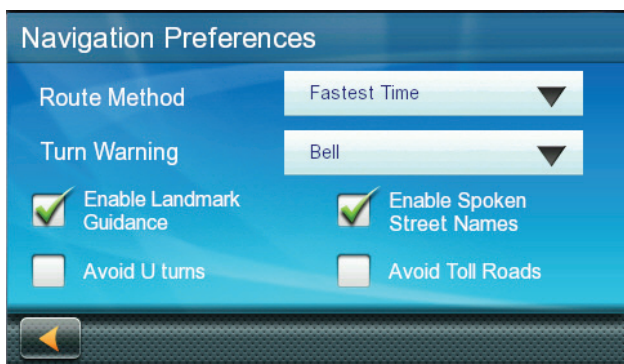 Navigation Preferences
Route Method
Fastest Time
Turn Warning
Bell
Enable Landmark
Guidance
Enable Spoken
Street Names
Avoid U turns
Avoid Toll Roads